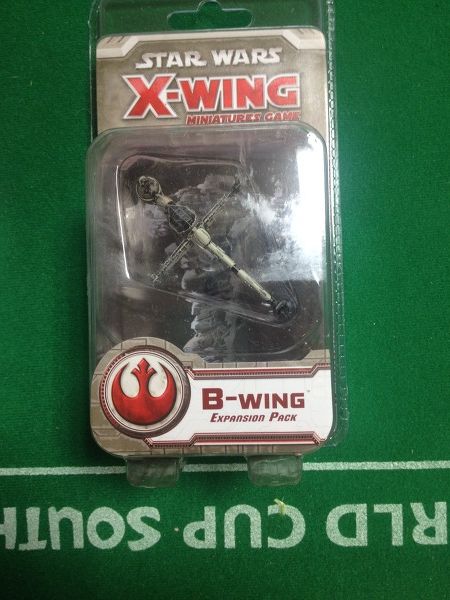 STAR WARS
X-WING
MINIATURES GAME
B-WING
EXPANSION PACK
RLD CUP SOUTH